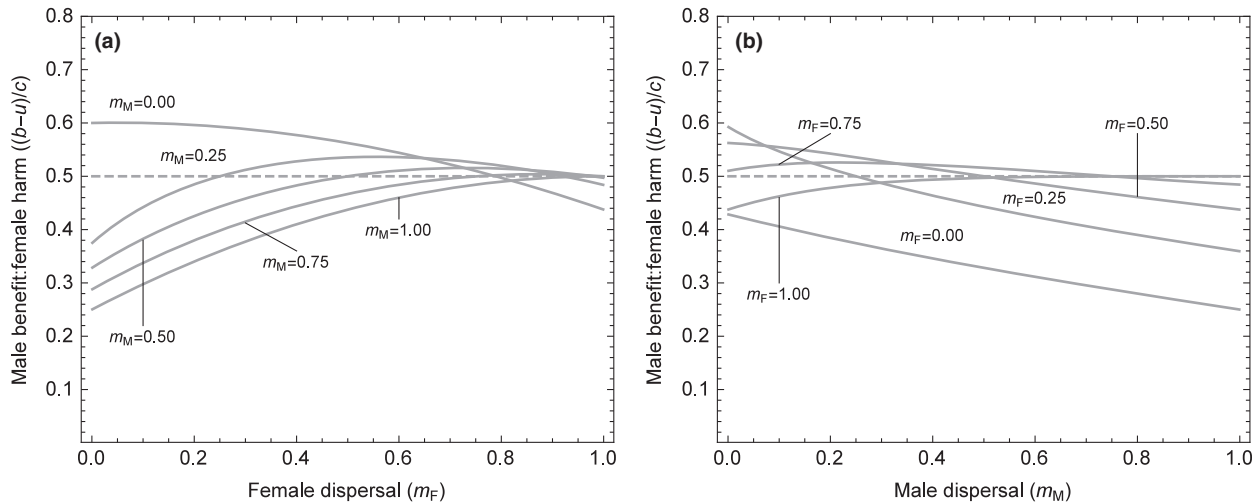 (a)
Male benefit:female harm ((b−u)/c)
0.8
0.7
0.6
0.5
0.4
0.3
0.2
0.1
m_M=0.00
m_M=0.25
m_M=1.00
m_M=0.75
m_M=0.50
0.0 0.2 0.4 0.6 0.8 1.0
Female dispersal (m_F)
(b)
Male benefit:female harm ((b−u)/c)
0.8
0.7
0.6
0.5
0.4
0.3
0.2
0.1
m_F=0.75
m_F=0.50
m_F=0.25
m_F=0.00
m_F=1.00
0.0 0.2 0.4 0.6 0.8 1.0
Male dispersal (m_M)